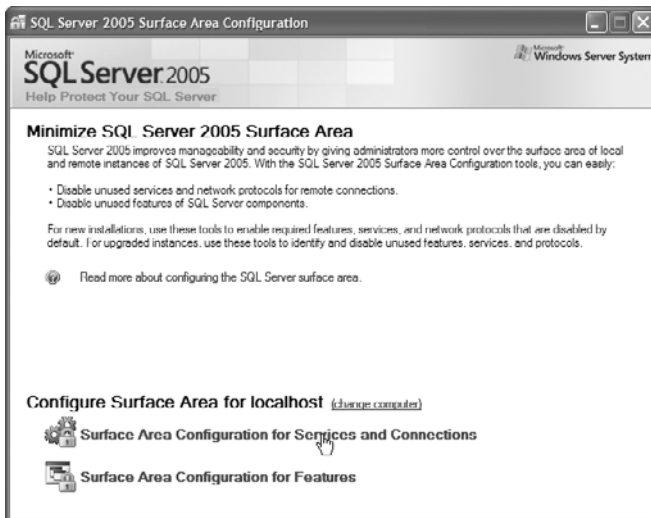 SQL Server 2005 Surface Area Configuration
Microsoft
SQL Server 2005
Help Protect Your SQL Server
Microsoft
Windows Server System
Minimize SQL Server 2005 Surface Area
SQL Server 2005 improves manageability and security by giving administrators more control over the surface area of local
and remote instances of SQL Server 2005. With the SQL Server 2005 Surface Area Configuration tools, you can easily:
• Disable unused services and network protocols for remote connections.
• Disable unused features of SQL Server components.
For new installations, use these tools to enable required features, services, and network protocols that are disabled by
default. For upgraded instances, use these tools to identify and disable unused features, services, and protocols.
Read more about configuring the SQL Server surface area.
Configure Surface Area for localhost (change computer)
Surface Area Configuration for Services and Connections
Surface Area Configuration for Features